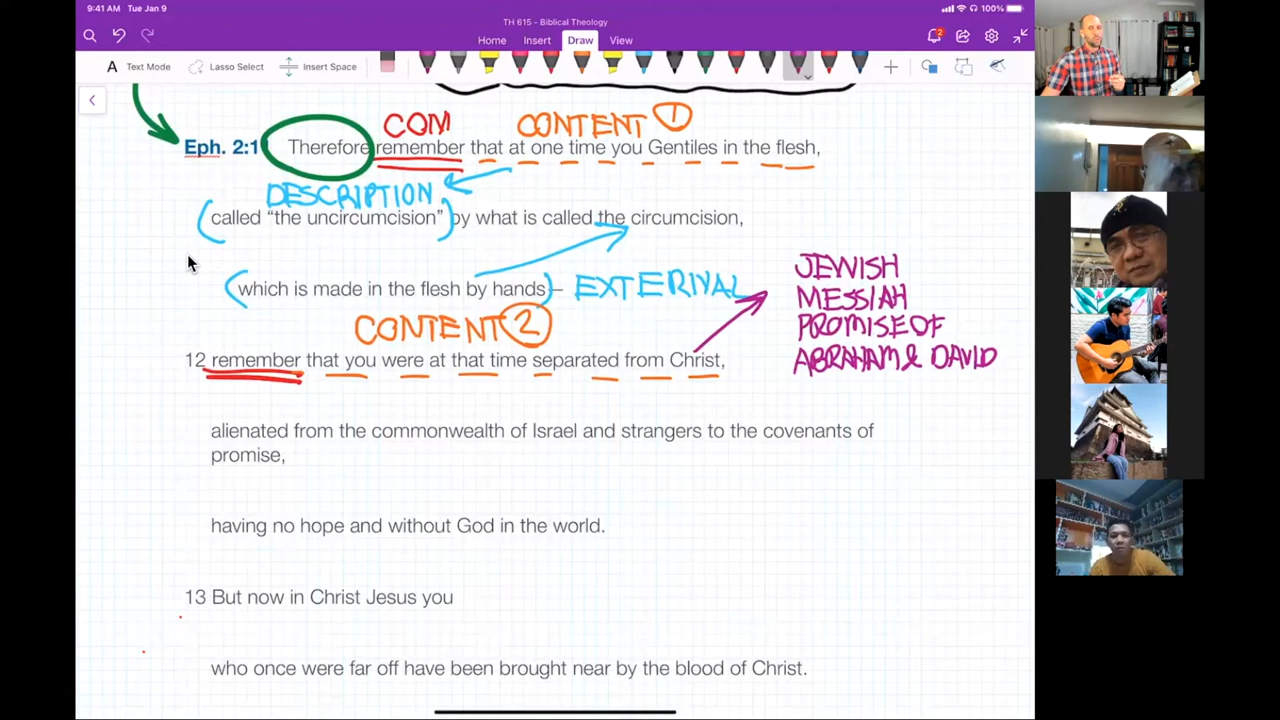 9:41 AM Tue Jan 9
100%
TH 615 - Biblical Theology
Home Insert Draw View
2
A Text Mode Lasso Select Insert Space
COM CONTENT 1
Eph. 2:1 Therefore remember that at one time you Gentiles in the flesh,
DESCRIPTION
(called “the uncircumcision”) by what is called the circumcision,
(which is made in the flesh by hands)– EXTERNAL
JEWISH
MESSIAH
PROMISE OF
ABRAHAM & DAVID
CONTENT 2
12 remember that you were at that time separated from Christ,
alienated from the commonwealth of Israel and strangers to the covenants of
promise,
having no hope and without God in the world.
13 But now in Christ Jesus you
who once were far off have been brought near by the blood of Christ.